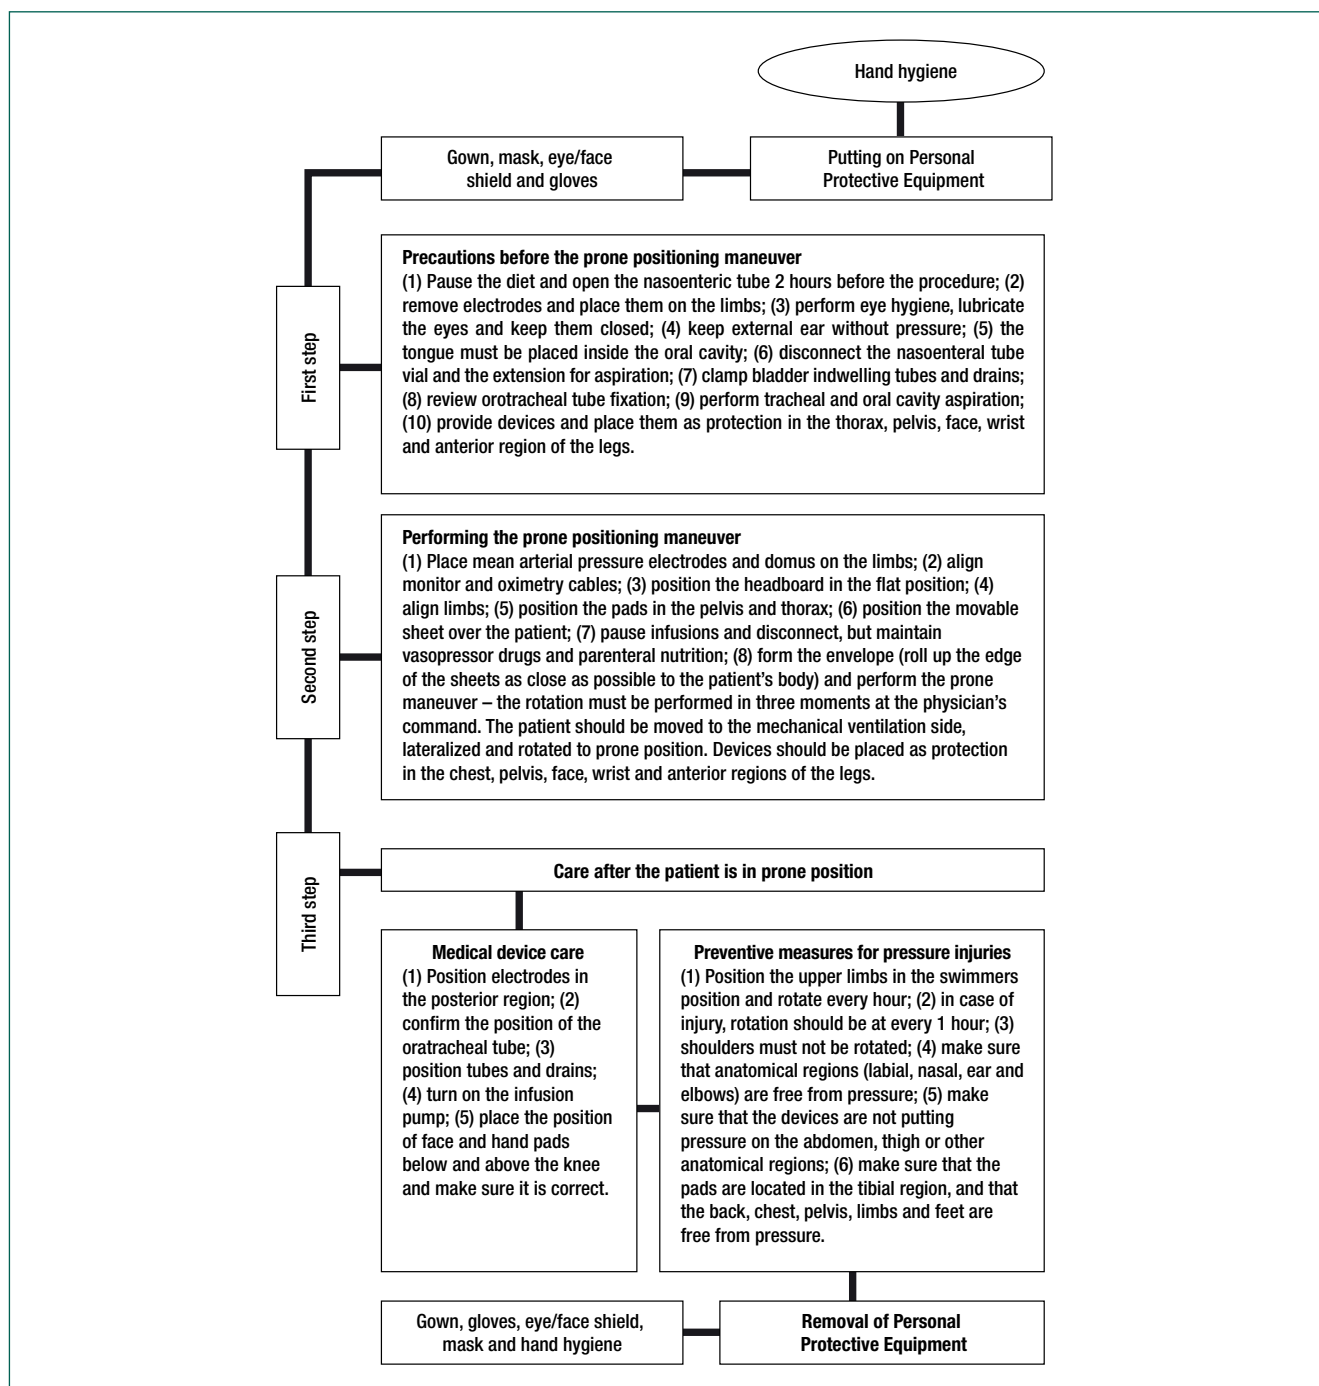 Hand hygiene
Putting on Personal
Protective Equipment
Gown, mask, eye/face
shield and gloves
First step
Precautions before the prone positioning maneuver
(1) Pause the diet and open the nasoenteric tube 2 hours before the procedure; (2)
remove electrodes and place them on the limbs; (3) perform eye hygiene, lubricate
the eyes and keep them closed; (4) keep external ear without pressure; (5) the
tongue must be placed inside the oral cavity; (6) disconnect the nasoenteral tube
vial and the extension for aspiration; (7) clamp bladder indwelling tubes and drains;
(8) review orotracheal tube fixation; (9) perform tracheal and oral cavity aspiration;
(10) provide devices and place them as protection in the thorax, pelvis, face, wrist
and anterior region of the legs.
Second step
Performing the prone positioning maneuver
(1) Place mean arterial pressure electrodes and domus on the limbs; (2) align
monitor and oximetry cables; (3) position the headboard in the flat position; (4)
align limbs; (5) position the pads in the pelvis and thorax; (6) position the movable
sheet over the patient; (7) pause infusions and disconnect, but maintain
vasopressor drugs and parenteral nutrition; (8) form the envelope (roll up the edge
of the sheets as close as possible to the patient's body) and perform the prone
maneuver – the rotation must be performed in three moments at the physician's
command. The patient should be moved to the mechanical ventilation side,
lateralized and rotated to prone position. Devices should be placed as protection
in the chest, pelvis, face, wrist and anterior regions of the legs.
Third step
Care after the patient is in prone position
Medical device care
(1) Position electrodes in
the posterior region; (2)
confirm the position of the
oratracheal tube; (3)
position tubes and drains;
(4) turn on the infusion
pump; (5) place the position
of face and hand pads
below and above the knee
and make sure it is correct.
Preventive measures for pressure injuries
(1) Position the upper limbs in the swimmers
position and rotate every hour; (2) in case of
injury, rotation should be at every 1 hour; (3)
shoulders must not be rotated; (4) make sure
that anatomical regions (labial, nasal, ear and
elbows) are free from pressure; (5) make
sure that the devices are not putting
pressure on the abdomen, thigh or other
anatomical regions; (6) make sure that the
pads are located in the tibial region, and that
the back, chest, pelvis, limbs and feet are
free from pressure.
Removal of Personal
Protective Equipment
Gown, gloves, eye/face shield,
mask and hand hygiene